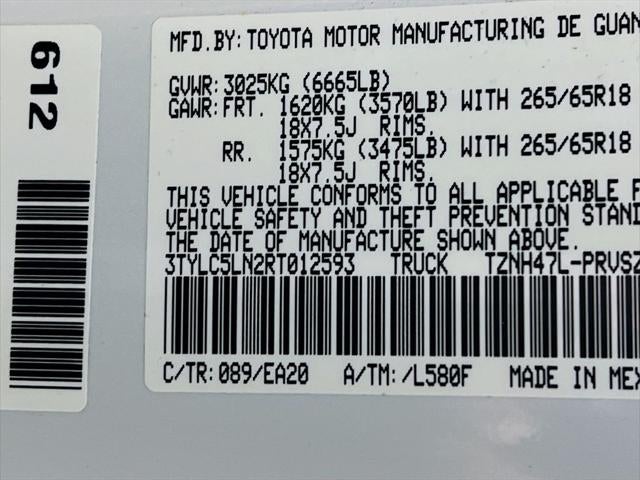 612
MFD.BY: TOYOTA MOTOR MANUFACTURING DE
GVWR: 3025KG (6665LB)
GAWR: FRT. 1620KG (3570LB) WITH 265/65R18
18X7.5J RIMS.
RR. 1575KG (3475LB) WITH 265/65R18
18X7.5J RIMS.
THIS VEHICLE CONFORMS TO ALL APPLICABLE
VEHICLE SAFETY AND THEFT PREVENTION
THE DATE OF MANUFACTURE SHOWN ABOVE.
3TYLC5LN2RT012593 TRUCK TZNH47L-PRVSZ
C/TR: 089/EA20 A/TM: /L580F MADE IN